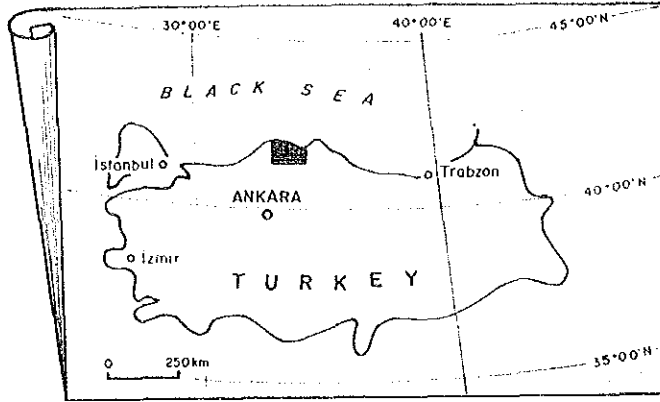 30°00'E
40°00'E
45°00'N
BLACK SEA
İstanbul
Trabzon
40°00'N
ANKARA
İzmir
TURKEY
0 250km
35°00'N